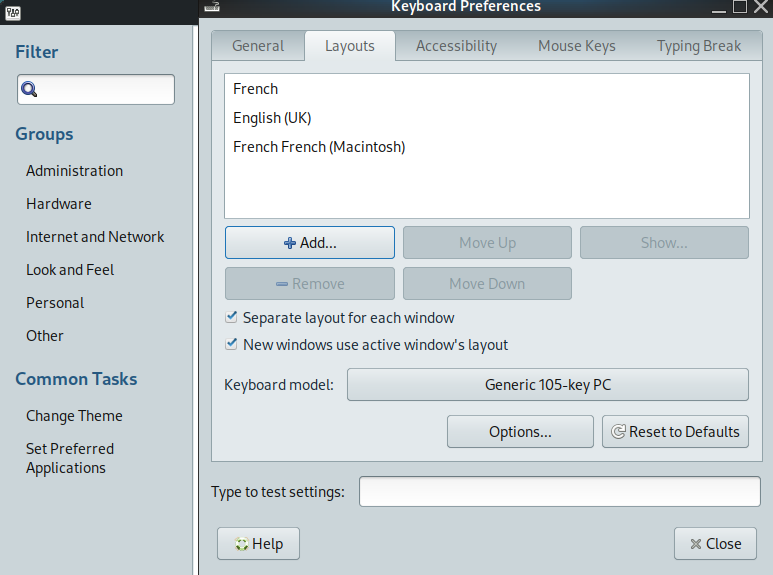 Keyboard Preferences
Filter
Groups
Administration
Hardware
Internet and Network
Look and Feel
Personal
Other
Common Tasks
Change Theme
Set Preferred
Applications
General
Layouts
Accessibility
Mouse Keys
Typing Break
French
English (UK)
French French (Macintosh)
Add...
Move Up
Show...
Remove
Move Down
Separate layout for each window
New windows use active window's layout
Keyboard model:
Generic 105-key PC
Options...
Reset to Defaults
Type to test settings:
Help
Close